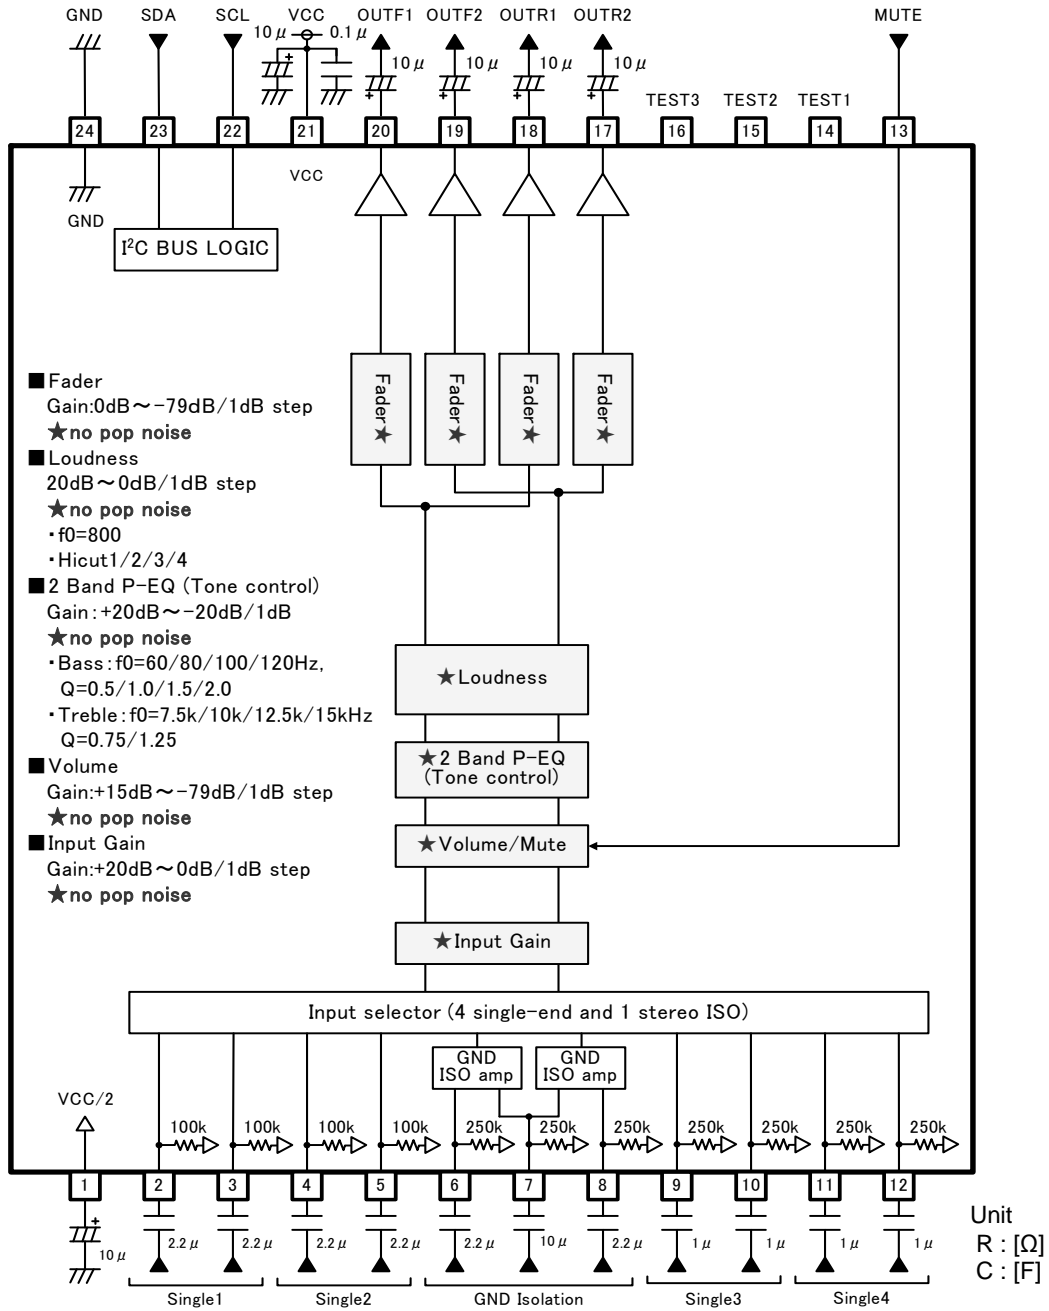 GND SDA SCL VCC OUTF1 OUTF2 OUTR1 OUTR2 MUTE
10μ 0.1μ
10μ 10μ 10μ 10μ
TEST3 TEST2 TEST1
24 23 22 21 20 19 18 17 16 15 14 13
VCC
GND
I²C BUS LOGIC
Fader★ Fader★ Fader★ Fader★
■Fader
Gain:0dB～-79dB/1dB step
★no pop noise
■Loudness
20dB～0dB/1dB step
★no pop noise
・f0=800
・Hicut1/2/3/4
■2 Band P-EQ (Tone control)
Gain:+20dB～-20dB/1dB
★no pop noise
・Bass:f0=60/80/100/120Hz,
Q=0.5/1.0/1.5/2.0
・Treble:f0=7.5k/10k/12.5k/15kHz
Q=0.75/1.25
■Volume
Gain:+15dB～-79dB/1dB step
★no pop noise
■Input Gain
Gain:+20dB～0dB/1dB step
★no pop noise
★Loudness
★2 Band P-EQ
(Tone control)
★Volume/Mute
★Input Gain
Input selector (4 single-end and 1 stereo ISO)
GND
ISO amp
GND
ISO amp
VCC/2
100k 100k 100k 100k 250k 250k 250k 250k 250k 250k 250k
1 2 3 4 5 6 7 8 9 10 11 12
10μ 2.2μ 2.2μ 2.2μ 2.2μ 2.2μ 10μ 2.2μ 1μ 1μ 1μ 1μ
Single1 Single2 GND Isolation Single3 Single4
Unit
R : [Ω]
C : [F]